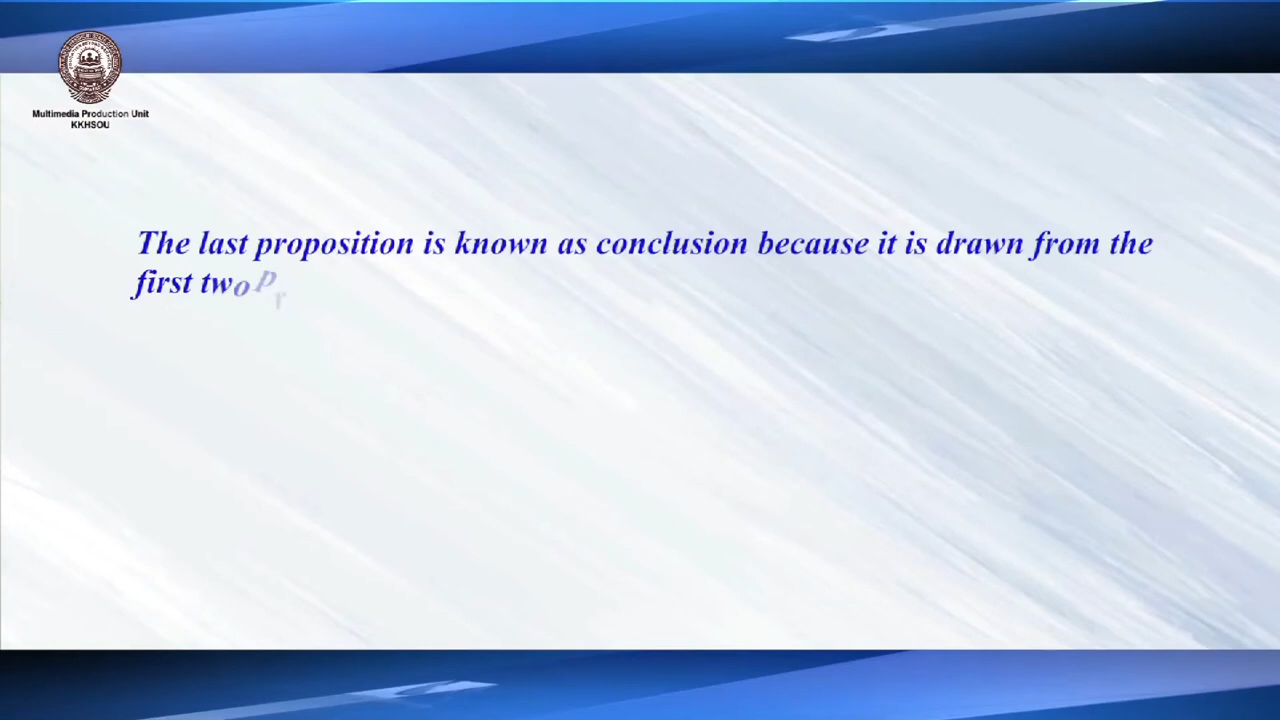 Multimedia Production Unit
KKHSOU
The last proposition is known as conclusion because it is drawn from the
first two pr